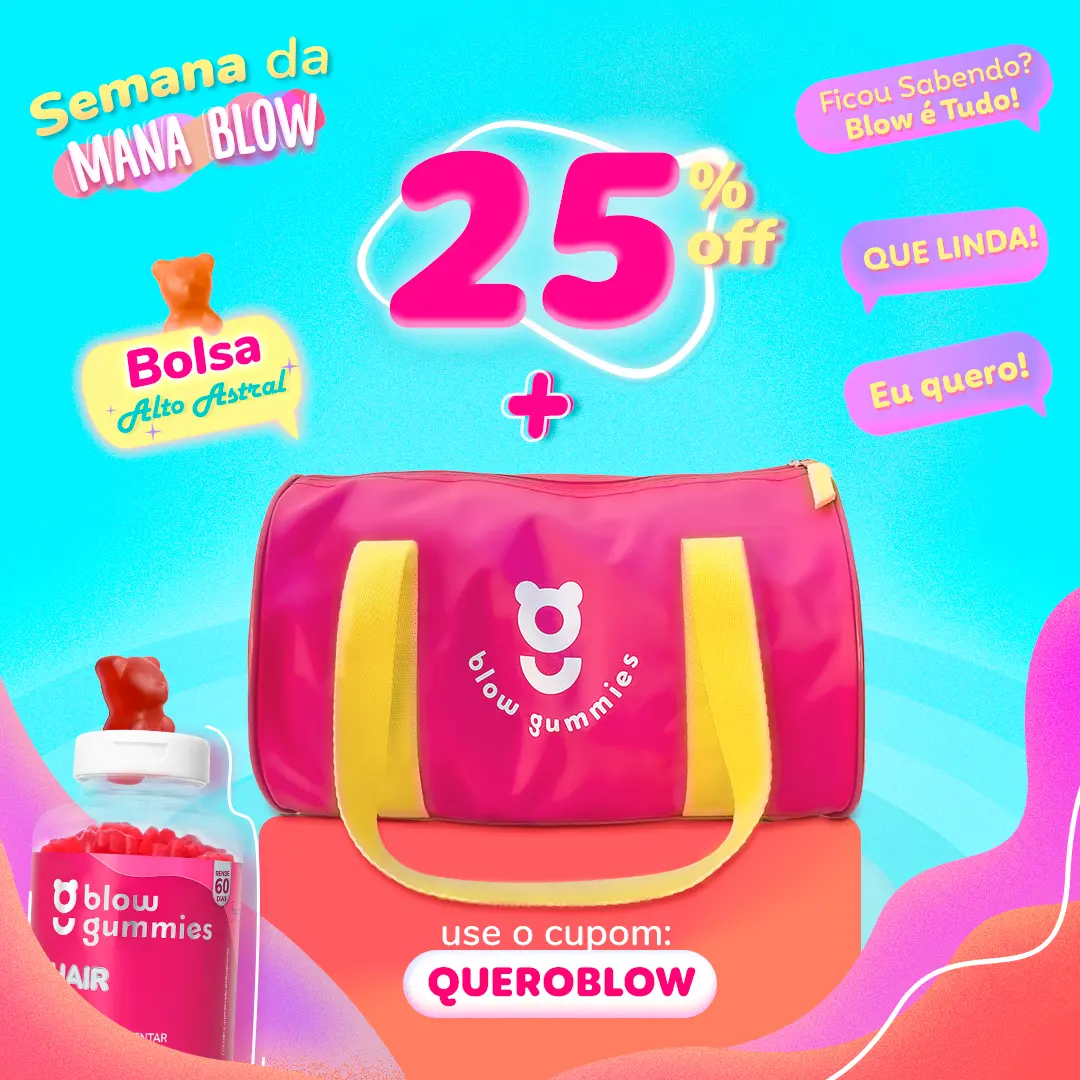 Semana da
MANA BLOW
25
%
off
Ficou Sabendo?
Blow é Tudo!
QUE LINDA!
Eu quero!
Bolsa
Alto Astral
+
blow gummies
RENDE
60
DIAS
blow
gummies
HAIR
use o cupom:
QUEROBLOW